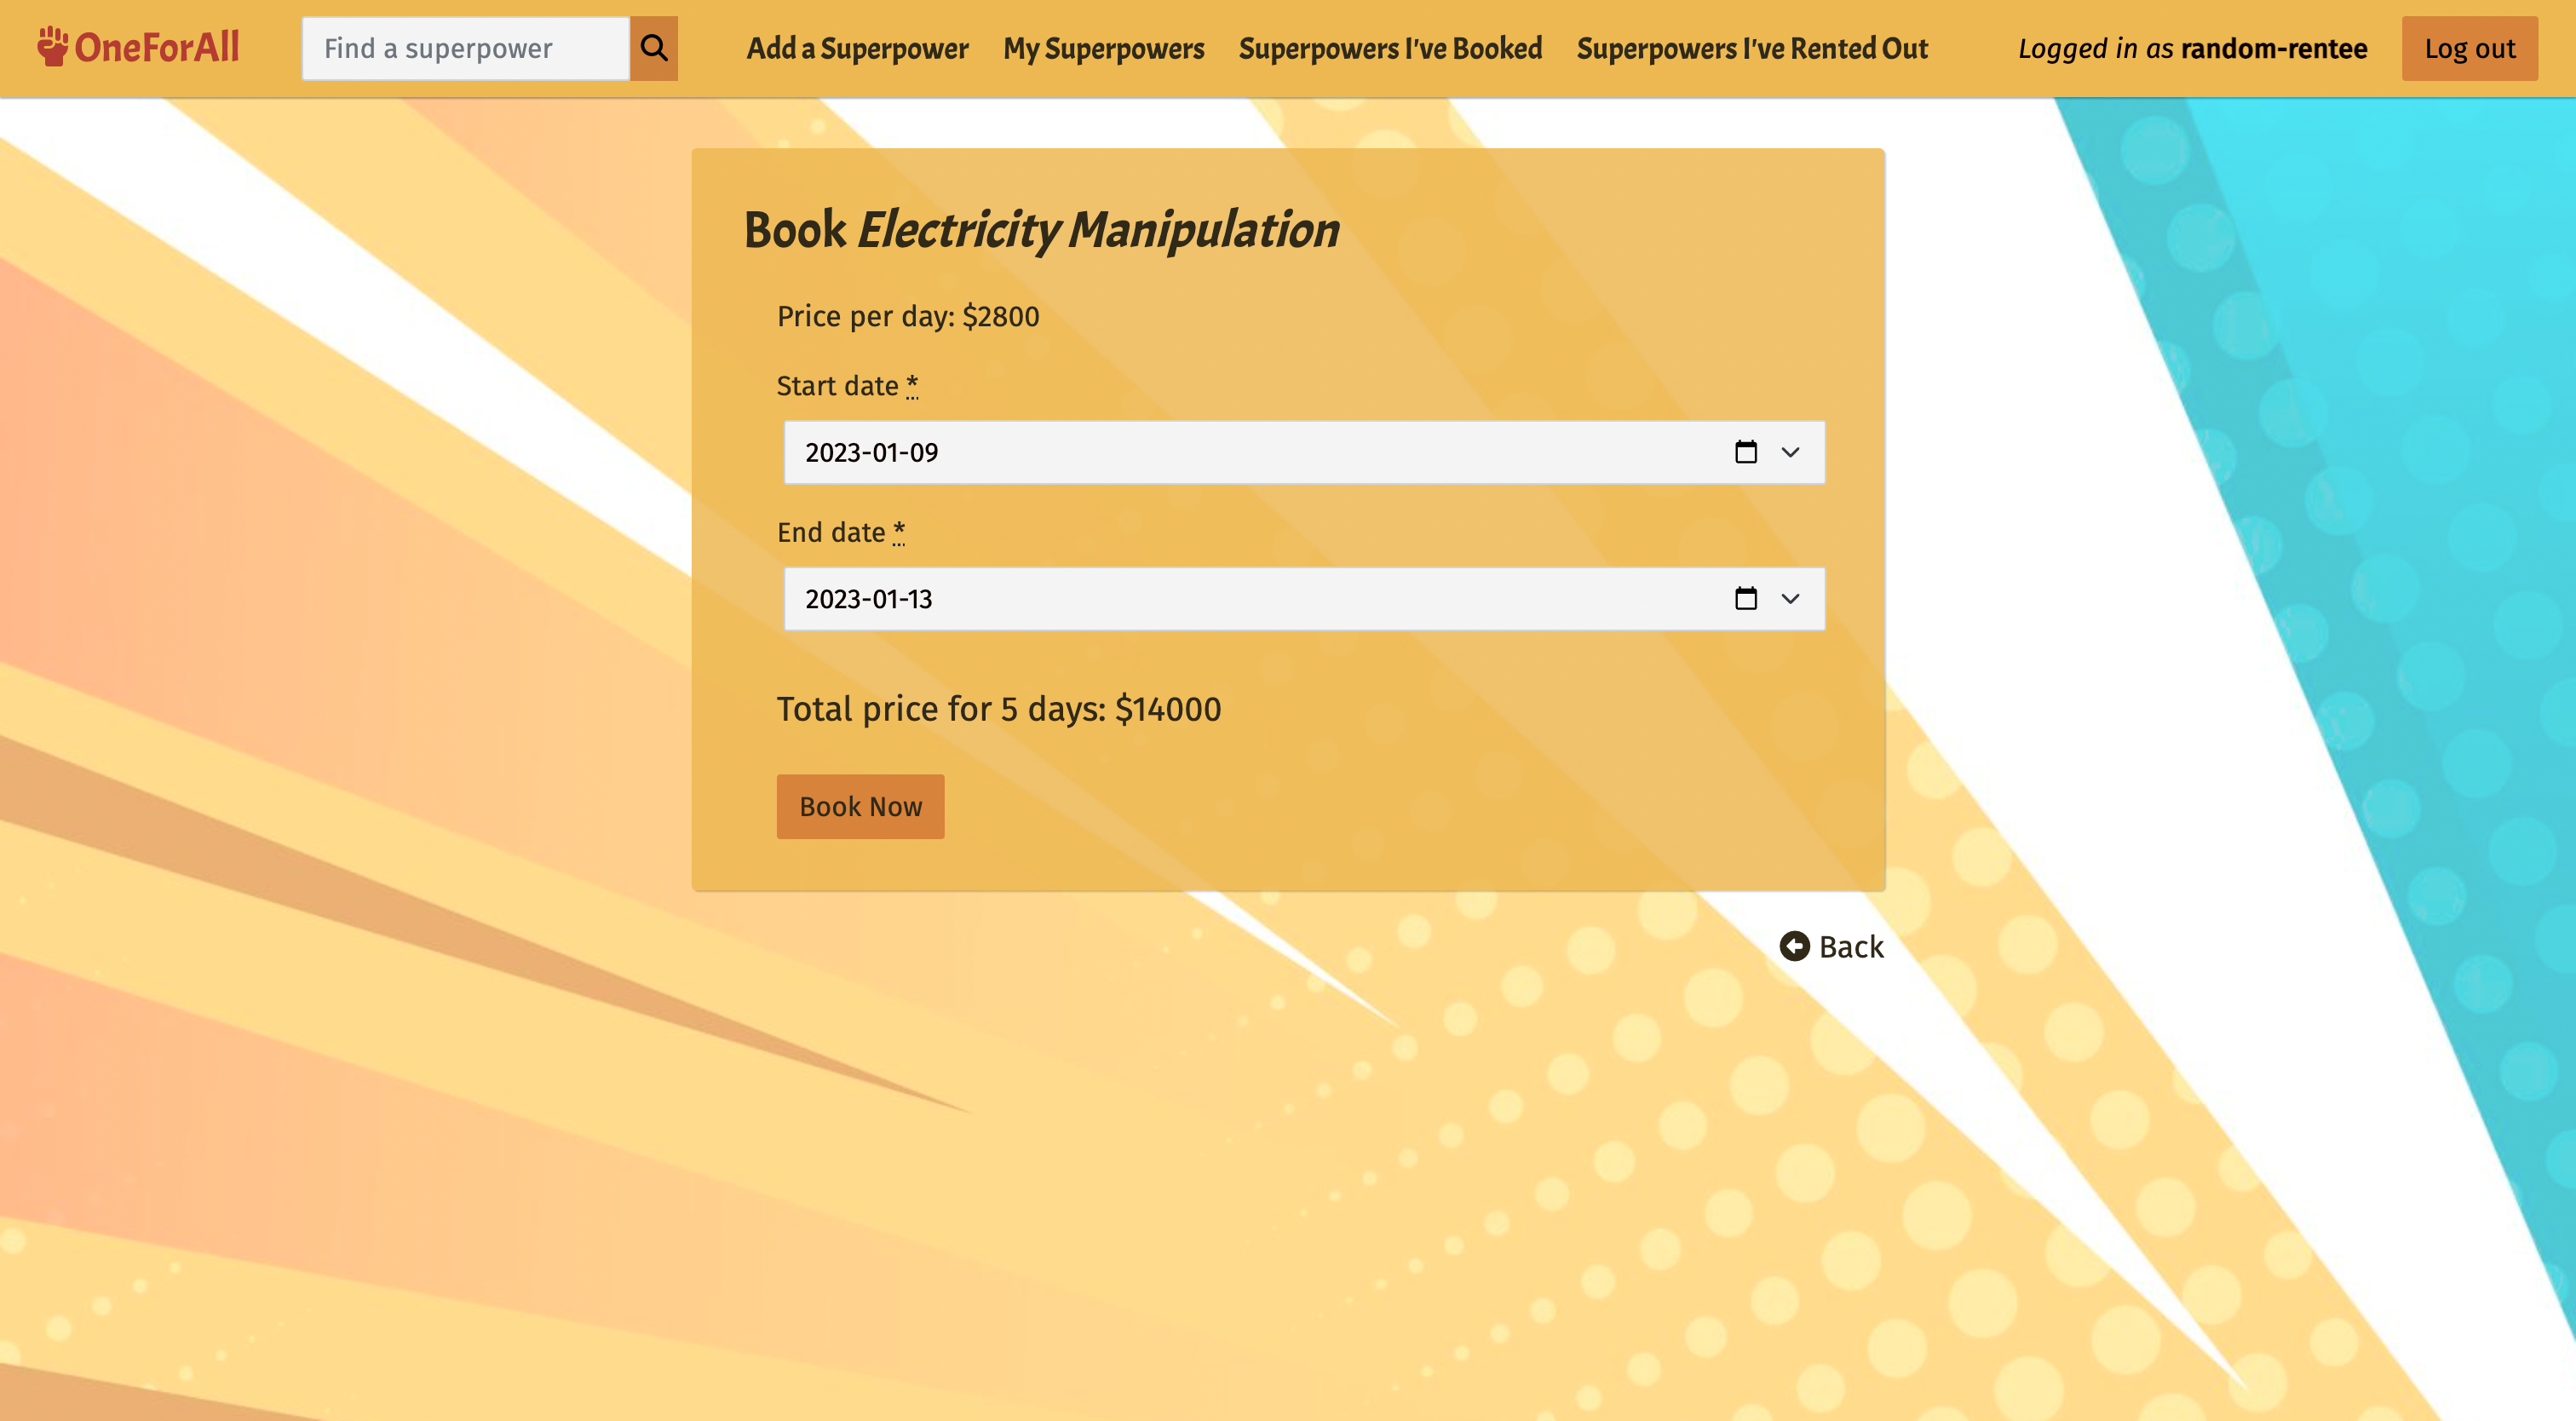 OneForAll
Find a superpower
Add a Superpower
My Superpowers
Superpowers I've Booked
Superpowers I've Rented Out
Logged in as random-rentee
Log out
Book Electricity Manipulation
Price per day: $2800
Start date *
2023-01-09
End date *
2023-01-13
Total price for 5 days: $14000
Book Now
Back